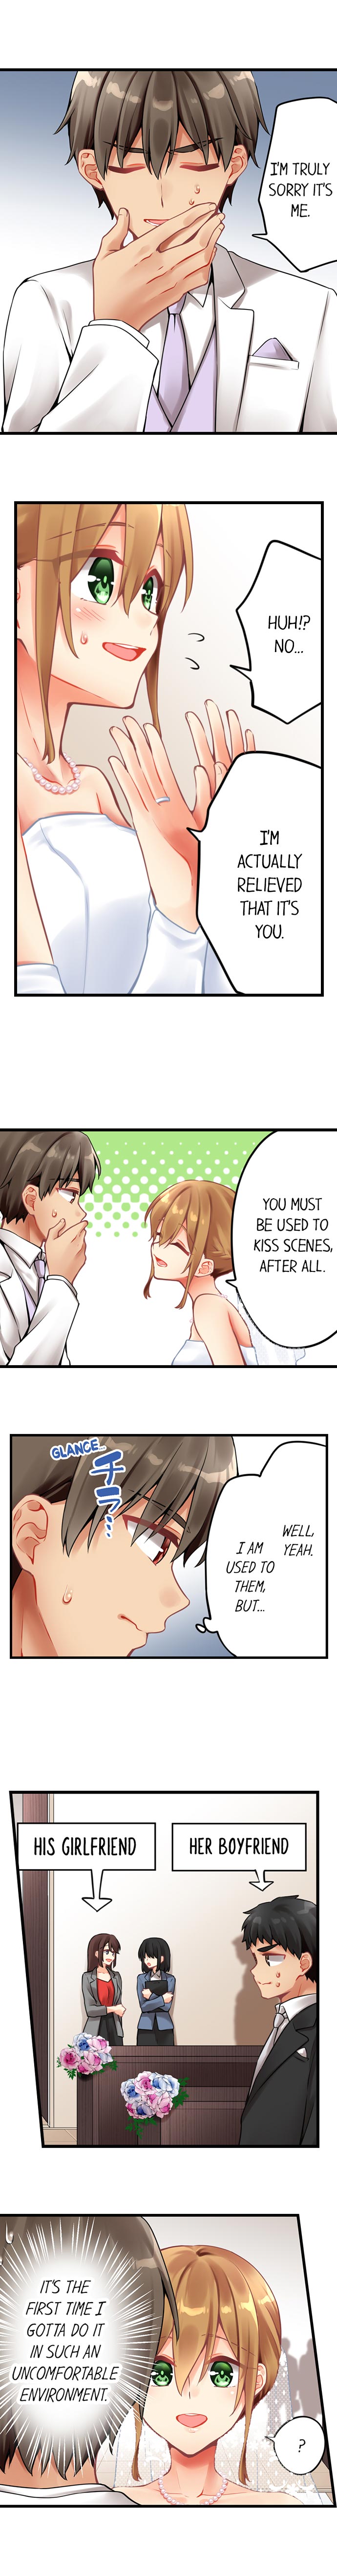 I'M TRULY
SORRY IT'S
ME.
HUH!?
NO...
I'M
ACTUALLY
RELIEVED
THAT IT'S
YOU.
YOU MUST
BE USED TO
KISS SCENES,
AFTER ALL.
GLANCE...
チラ…
WELL,
YEAH.
I AM
USED TO
THEM,
BUT...
HIS GIRLFRIEND
HER BOYFRIEND
IT'S THE
FIRST TIME I
GOTTA DO IT
IN SUCH AN
UNCOMFORTABLE
ENVIRONMENT.
?